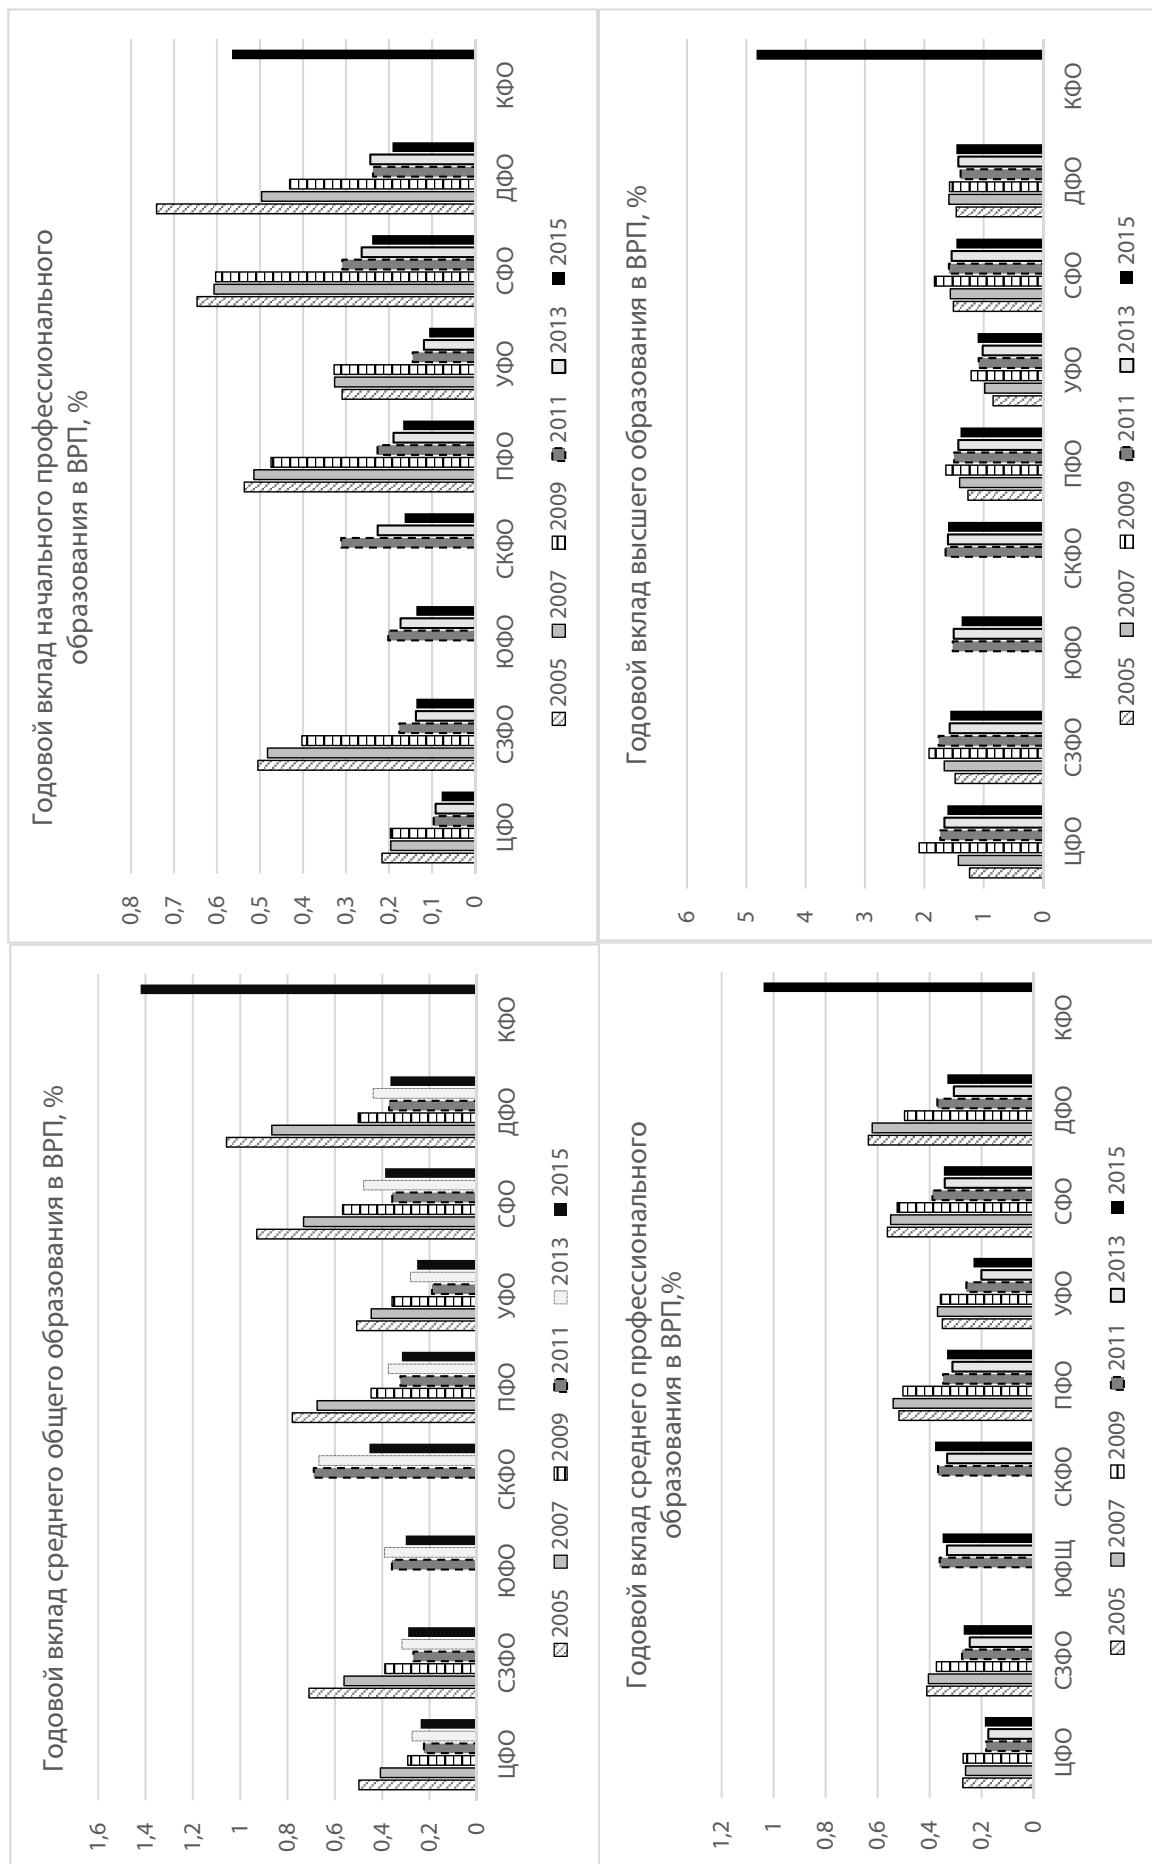 Годовой вклад среднего общего образования в ВРП, %
1,6
1,4
1,2
1
0,8
0,6
0,4
0,2
0
ЦФО СЗФО ЮФО СКФО ПФО УФО СФО ДФО КФО
2005 2007 2009 2011 2013 2015
Годовой вклад начального профессионального
образования в ВРП, %
0,8
0,7
0,6
0,5
0,4
0,3
0,2
0,1
0
ЦФО СЗФО ЮФО СКФО ПФО УФО СФО ДФО КФО
2005 2007 2009 2011 2013 2015
Годовой вклад среднего профессионального
образования в ВРП,%
1,2
1
0,8
0,6
0,4
0,2
0
ЦФО СЗФО ЮФЩ СКФО ПФО УФО СФО ДФО КФО
2005 2007 2009 2011 2013 2015
Годовой вклад высшего образования в ВРП, %
6
5
4
3
2
1
0
ЦФО СЗФО ЮФО СКФО ПФО УФО СФО ДФО КФО
2005 2007 2009 2011 2013 2015